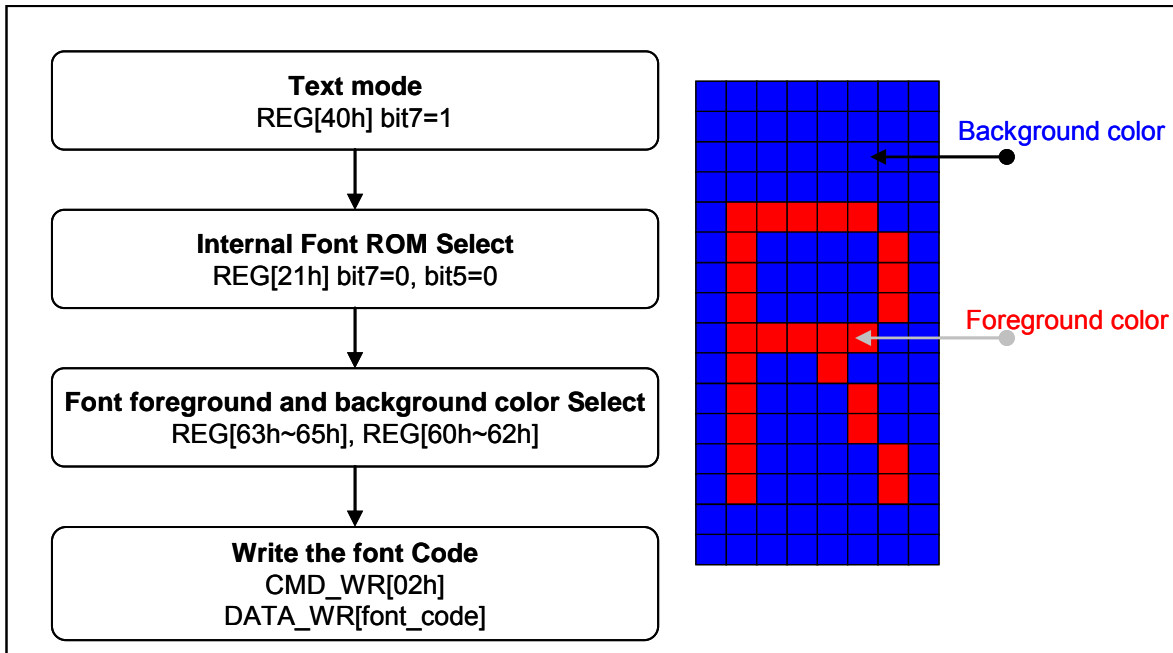 Text mode
REG[40h] bit7=1
Internal Font ROM Select
REG[21h] bit7=0, bit5=0
Font foreground and background color Select
REG[63h~65h], REG[60h~62h]
Write the font Code
CMD_WR[02h]
DATA_WR[font_code]
Background color
Foreground color